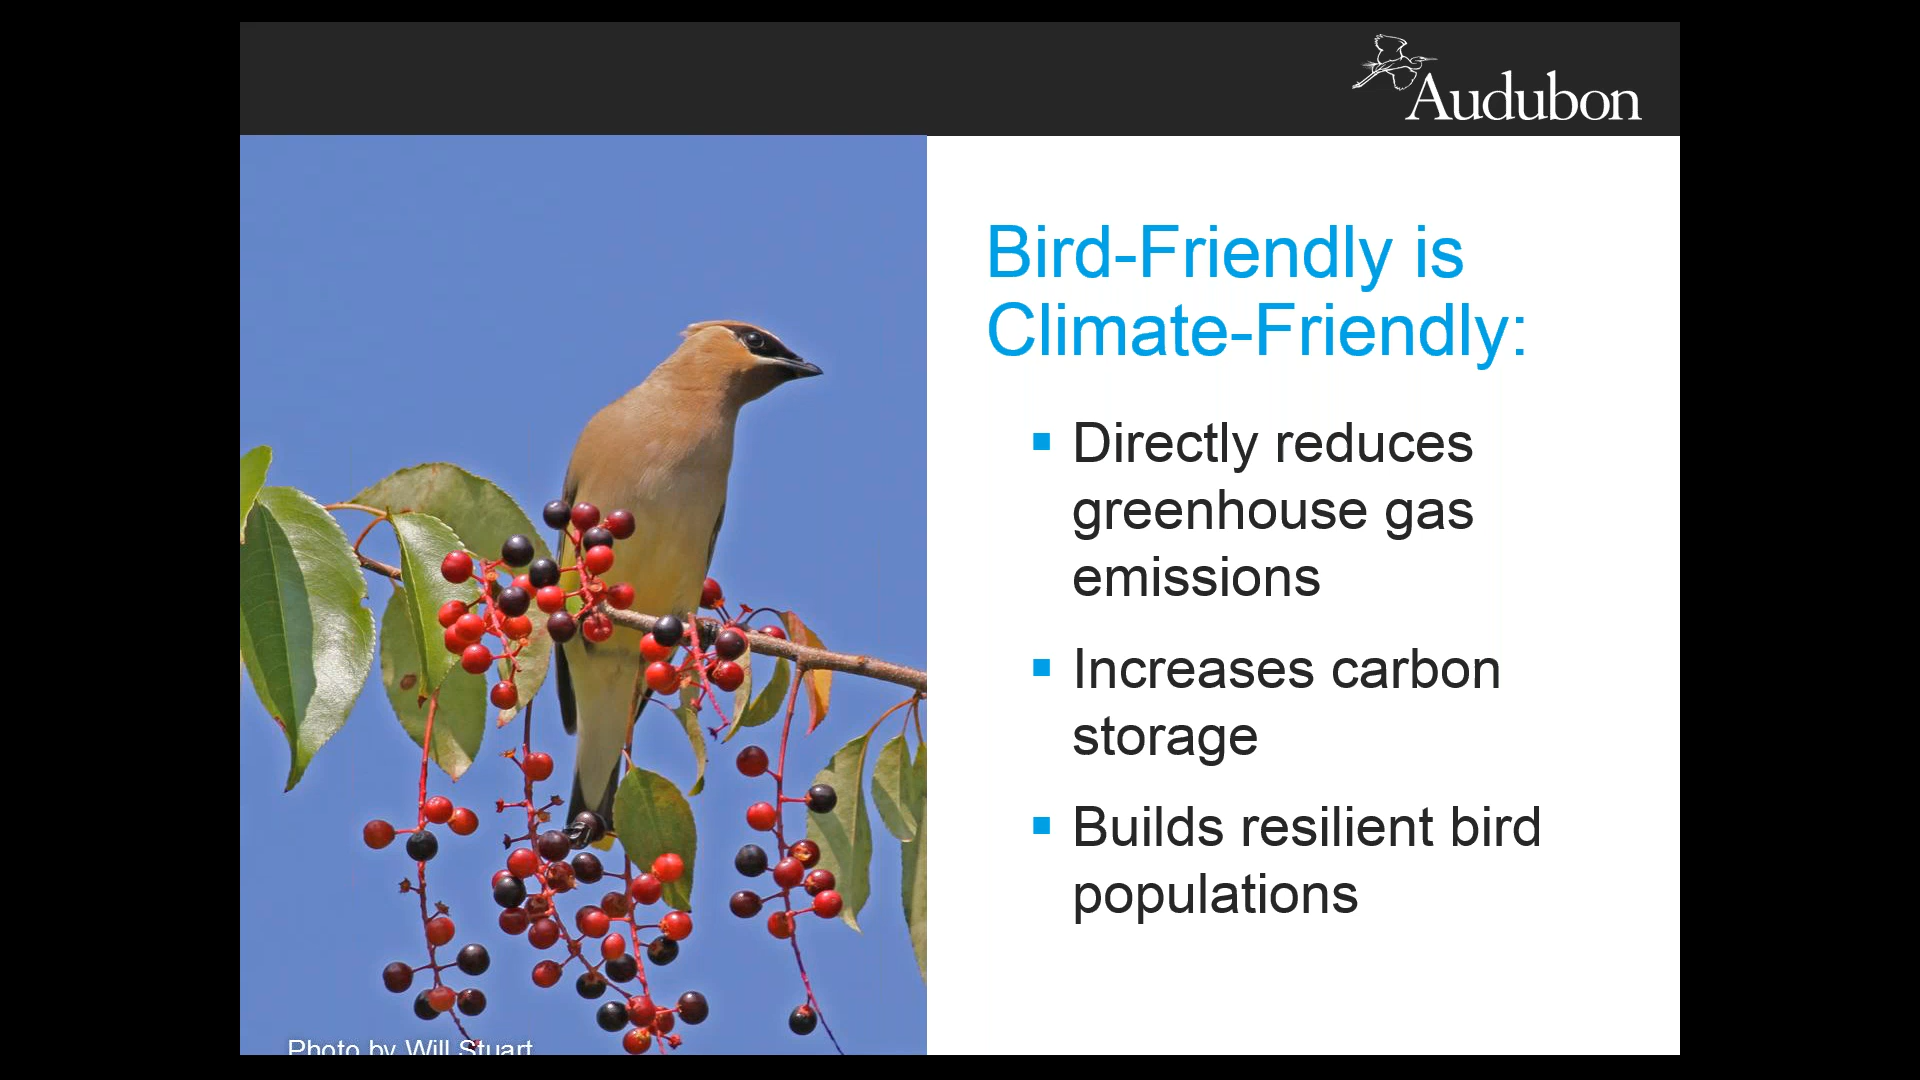 Audubon
Bird-Friendly is
Climate-Friendly:
Directly reduces
greenhouse gas
emissions
Increases carbon
storage
Builds resilient bird
populations
Photo by Will Stuart